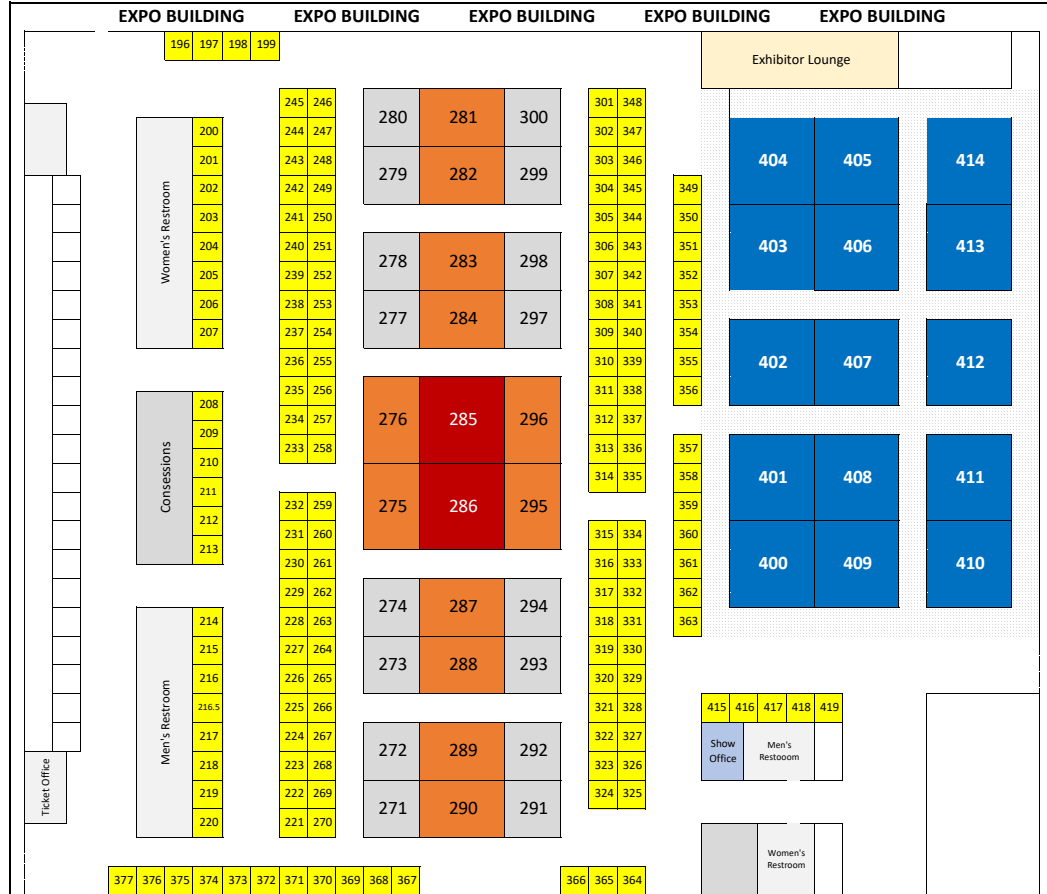 EXPO BUILDING EXPO BUILDING EXPO BUILDING EXPO BUILDING EXPO BUILDING
196 197 198 199
Exhibitor Lounge
Women's Restroom
200
201
202
203
204
205
206
207
Consessions
208
209
210
211
212
213
Men's Restroom
214
215
216
216.5
217
218
219
220
Ticket Office
245 246
244 247
243 248
242 249
241 250
240 251
239 252
238 253
237 254
236 255
235 256
234 257
233 258
232 259
231 260
230 261
229 262
228 263
227 264
226 265
225 266
224 267
223 268
222 269
221 270
280 281 300
279 282 299
278 283 298
277 284 297
276 285 296
275 286 295
274 287 294
273 288 293
272 289 292
271 290 291
301 348
302 347
303 346
304 345
305 344
306 343
307 342
308 341
309 340
310 339
311 338
312 337
313 336
314 335
315 334
316 333
317 332
318 331
319 330
320 329
321 328
322 327
323 326
324 325
349
350
351
352
353
354
355
356
357
358
359
360
361
362
363
404 405 414
403 406 413
402 407 412
401 408 411
400 409 410
415 416 417 418 419
Show
Office
Men's
Restooom
Women's
Restroom
377 376 375 374 373 372 371 370 369 368 367
366 365 364